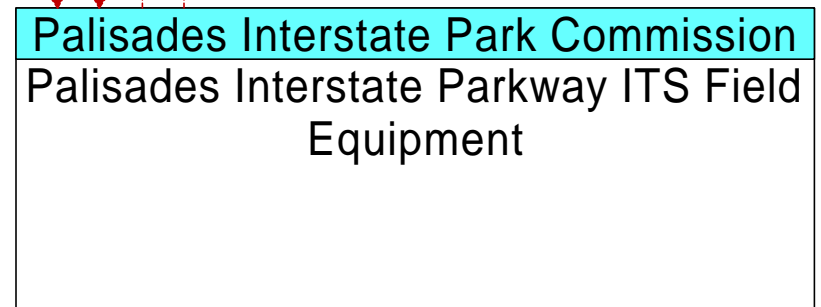 Palisades Interstate Park Commission
Palisades Interstate Parkway ITS Field
Equipment